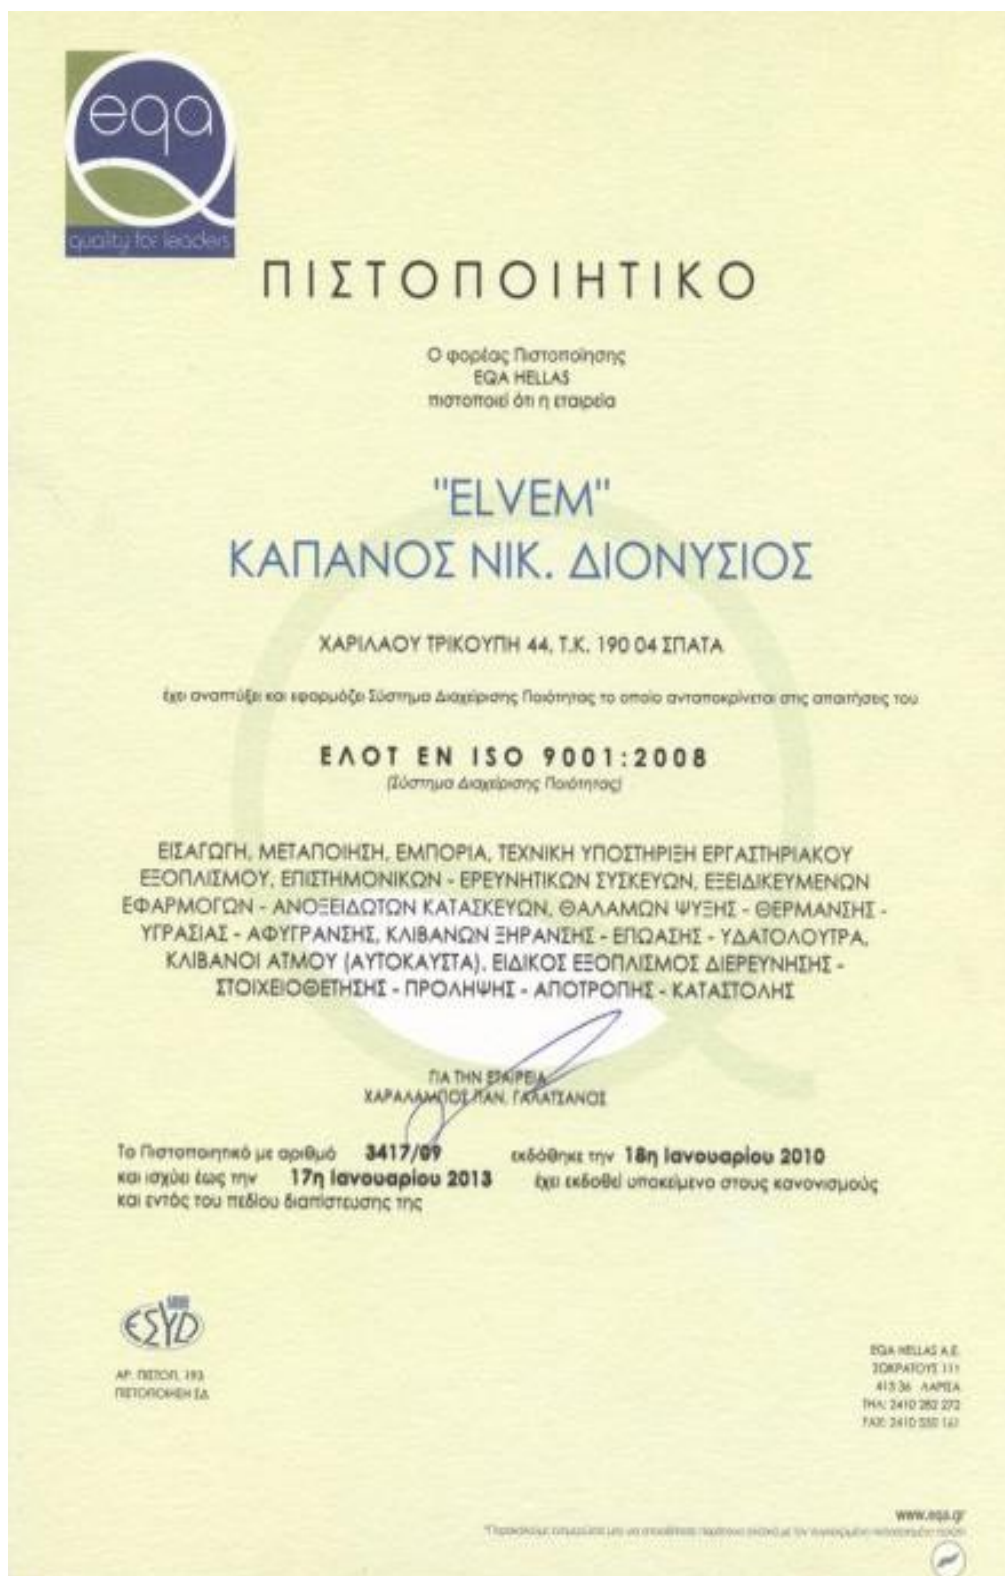 eqa
quality for leaders
ΠΙΣΤΟΠΟΙΗΤΙΚΟ
Ο φορέας Πιστοποίησης
EQA HELLAS
πιστοποιεί ότι η εταιρεία
"ELVEM"
ΚΑΠΑΝΟΣ ΝΙΚ. ΔΙΟΝΥΣΙΟΣ
ΧΑΡΙΛΑΟΥ ΤΡΙΚΟΥΠΗ 44, Τ.Κ. 190 04 ΣΠΑΤΑ
έχει αναπτύξει και εφαρμόζει Σύστημα Διαχείρισης Ποιότητας το οποίο ανταποκρίνεται στις απαιτήσεις του
ΕΛΟΤ EN ISO 9001:2008
(Σύστημα Διαχείρισης Ποιότητας)
ΕΙΣΑΓΩΓΗ, ΜΕΤΑΠΟΙΗΣΗ, ΕΜΠΟΡΙΑ, ΤΕΧΝΙΚΗ ΥΠΟΣΤΗΡΙΞΗ ΕΡΓΑΣΤΗΡΙΑΚΟΥ
ΕΞΟΠΛΙΣΜΟΥ, ΕΠΙΣΤΗΜΟΝΙΚΩΝ - ΕΡΕΥΝΗΤΙΚΩΝ ΣΥΣΚΕΥΩΝ, ΕΞΕΙΔΙΚΕΥΜΕΝΩΝ
ΕΦΑΡΜΟΓΩΝ - ΑΝΟΞΕΙΔΩΤΩΝ ΚΑΤΑΣΚΕΥΩΝ, ΘΑΛΑΜΩΝ ΨΥΞΗΣ - ΘΕΡΜΑΝΣΗΣ -
ΥΓΡΑΣΙΑΣ - ΑΦΥΓΡΑΝΣΗΣ, ΚΛΙΒΑΝΩΝ ΞΗΡΑΝΣΗΣ - ΕΠΩΑΣΗΣ - ΥΔΑΤΟΛΟΥΤΡΑ,
ΚΛΙΒΑΝΟΙ ΑΤΜΟΥ (ΑΥΤΟΚΑΥΣΤΑ), ΕΙΔΙΚΟΣ ΕΞΟΠΛΙΣΜΟΣ ΔΙΕΡΕΥΝΗΣΗΣ -
ΣΤΟΙΧΕΙΟΘΕΤΗΣΗΣ - ΠΡΟΛΗΨΗΣ - ΑΠΟΤΡΟΠΗΣ - ΚΑΤΑΣΤΟΛΗΣ
ΓΙΑ ΤΗΝ ΕΤΑΙΡΕΙΑ
ΧΑΡΑΛΑΜΠΟΣ ΠΑΝ. ΓΑΛΑΤΣΑΝΟΣ
Το Πιστοποιητικό με αριθμό 3417/09 εκδόθηκε την 18η Ιανουαρίου 2010
και ισχύει έως την 17η Ιανουαρίου 2013 έχει εκδοθεί υποκείμενο στους κανονισμούς
και εντός του πεδίου διαπίστευσης της
ΕΣΥD
ΑΡ. ΠΙΣΤΟΠ. 193
ΠΙΣΤΟΠΟΙΗΣΗ ΣΔ
EQA HELLAS A.E.
ΣΩΚΡΑΤΟΥΣ 111
413 36 ΛΑΡΙΣΑ
ΤΗΛ: 2410 282 272
FAX: 2410
www.eqa.gr